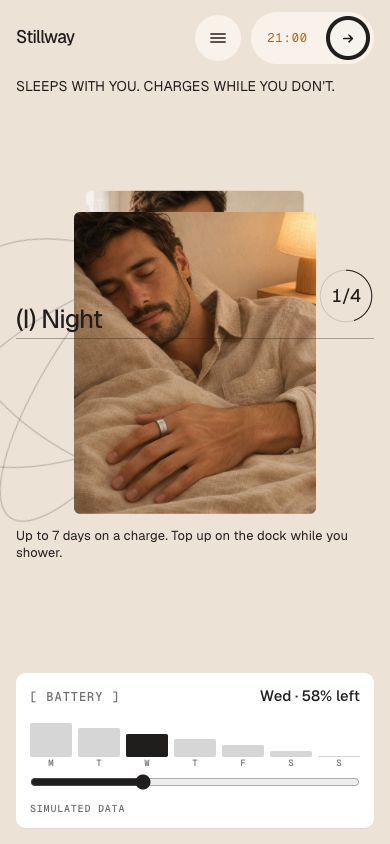 Stillway
21:00
SLEEPS WITH YOU. CHARGES WHILE YOU DON'T.
1/4
(I) Night
Up to 7 days on a charge. Top up on the dock while you
shower.
[ BATTERY ]
Wed · 58% left
M T W T F S S
SIMULATED DATA